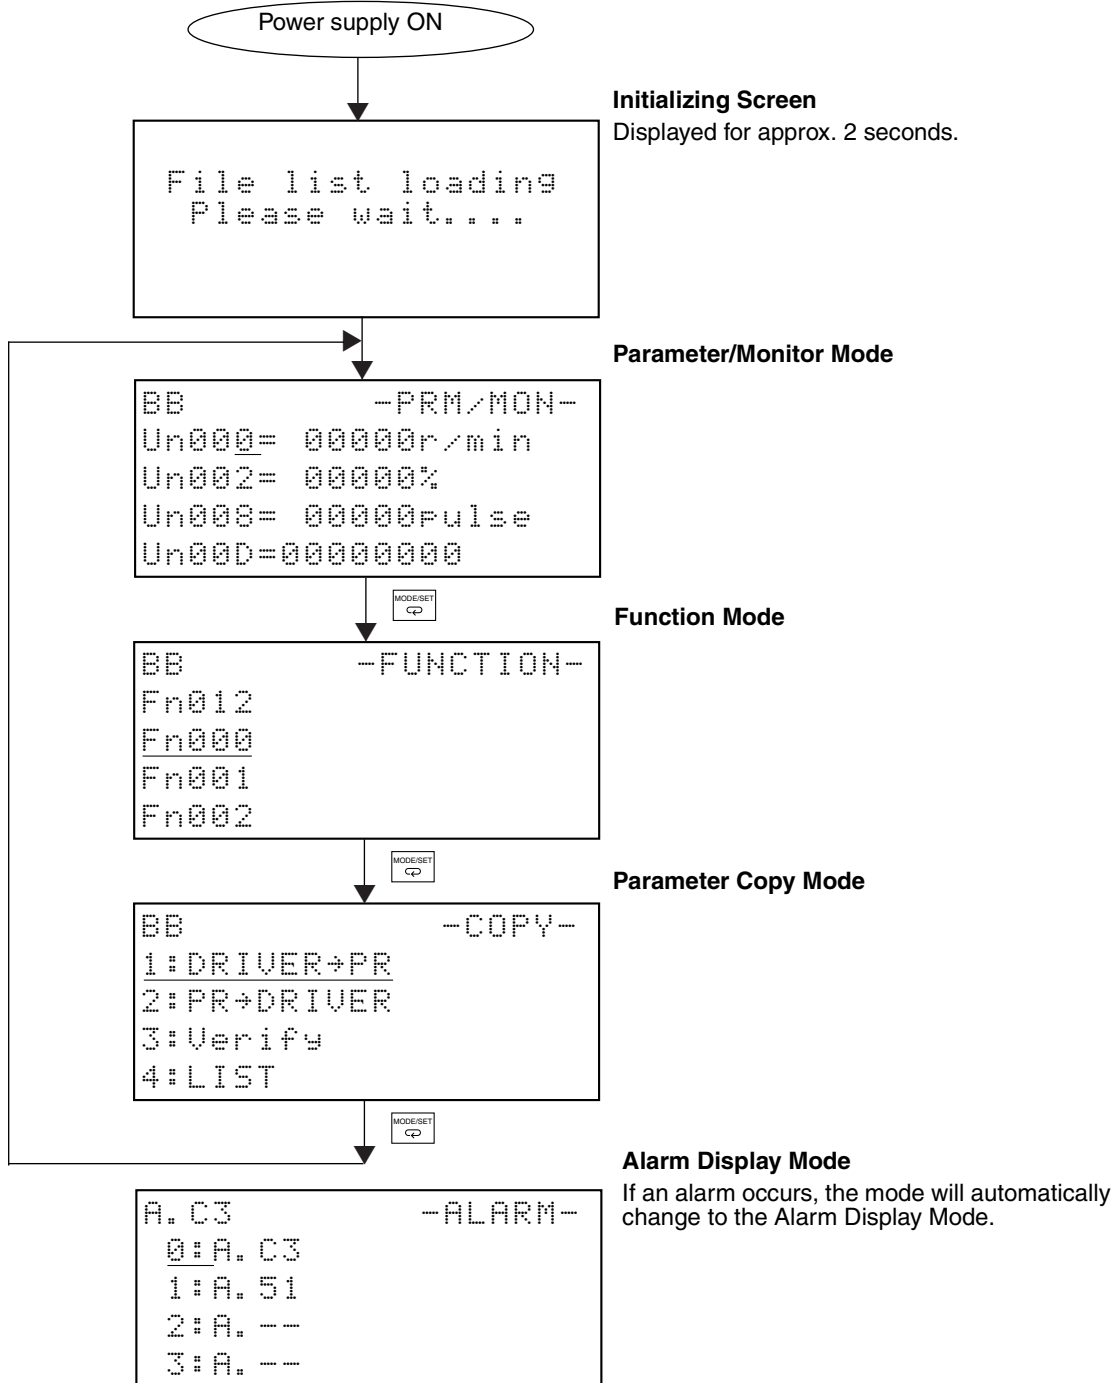 Power supply ON
Initializing Screen
Displayed for approx. 2 seconds.
File list loading
Please wait....
Parameter/Monitor Mode
BB -PRM/MON-
Un000= 00000r/min
Un002= 00000%
Un008= 00000pulse
Un00D=00000000
MODE/SET
Function Mode
BB -FUNCTION-
Fn012
Fn000
Fn001
Fn002
MODE/SET
Parameter Copy Mode
BB -COPY-
1:DRIVER→PR
2:PR→DRIVER
3:Verify
4:LIST
MODE/SET
Alarm Display Mode
If an alarm occurs, the mode will automatically
change to the Alarm Display Mode.
A.C3 -ALARM-
0:A.C3
1:A.51
2:A.--
3:A.--